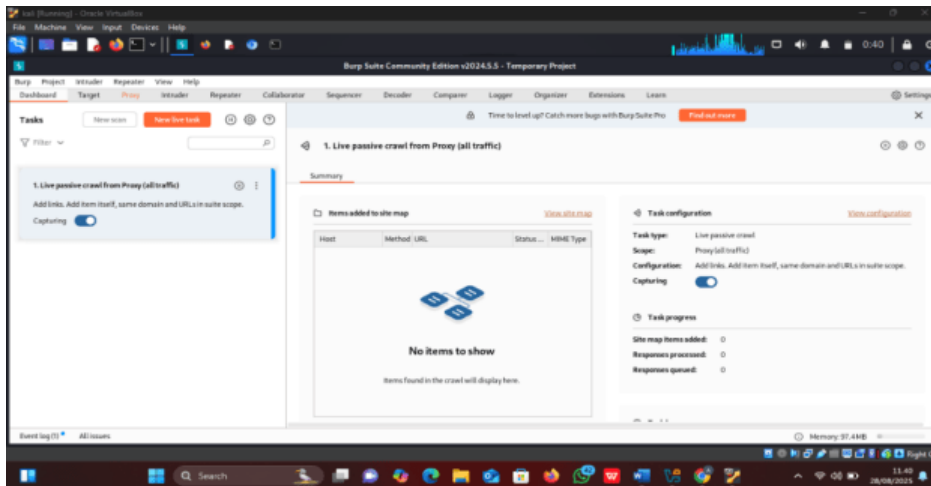 kali [Running] - Oracle VirtualBox
File Machine View Input Devices Help
0:40
Burp Suite Community Edition v2024.5.5 - Temporary Project
Burp Project Intruder Repeater View Help
Dashboard Target Proxy Intruder Repeater Collaborator Sequencer Decoder Comparer Logger Organizer Extensions Learn Settings
Tasks New scan New live task
Time to level up? Catch more bugs with Burp Suite Pro Find out more
Filter
1. Live passive crawl from Proxy (all traffic)
Summary
1. Live passive crawl from Proxy (all traffic)
Add links. Add item itself, same domain and URLs in suite scope.
Capturing
Items added to site map View site map
Host Method URL Status... MIME Type
No items to show
Items found in the crawl will display here.
Task configuration View configuration
Task type: Live passive crawl
Scope: Proxy (all traffic)
Configuration: Add links. Add item itself, same domain and URLs in suite scope.
Capturing
Task progress
Site map items added: 0
Responses processed: 0
Responses queued: 0
Event log (1) All issues
Memory: 97.4MB
Right
Search
11.40
28/08/2025